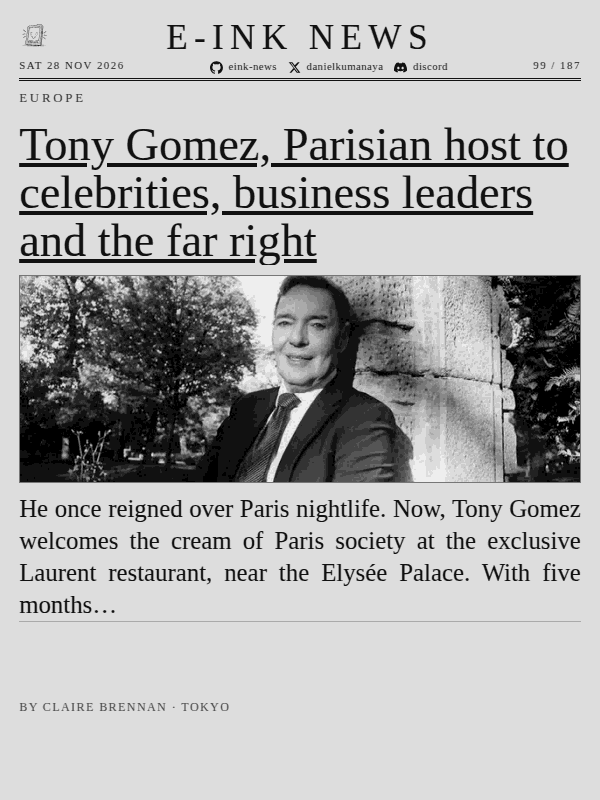 E-INK NEWS
SAT 28 NOV 2026
eink-news
danielkumanaya
discord
99 / 187
EUROPE
Tony Gomez, Parisian host to
celebrities, business leaders
and the far right
He once reigned over Paris nightlife. Now, Tony Gomez
welcomes the cream of Paris society at the exclusive
Laurent restaurant, near the Elysée Palace. With five
months…
BY CLAIRE BRENNAN · TOKYO